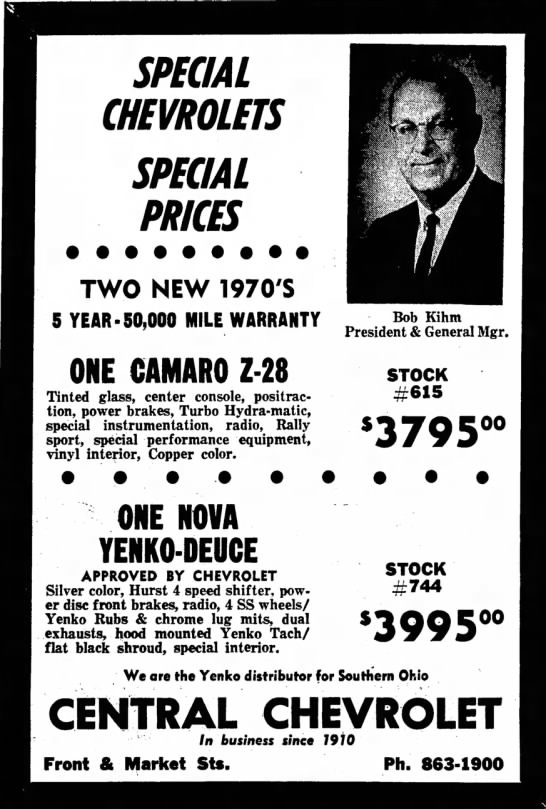 SPECIAL
CHEVROLETS
SPECIAL
PRICES
TWO NEW 1970'S
5 YEAR-50,000 MILE WARRANTY
Bob Kihm
President & General Mgr.
ONE CAMARO Z-28
Tinted glass, center console, positrac-
tion, power brakes, Turbo Hydra-matic,
special instrumentation, radio, Rally
sport, special performance equipment,
vinyl interior, Copper color.
STOCK
#615
$379500
ONE NOVA
YENKO-DEUCE
APPROVED BY CHEVROLET
Silver color, Hurst 4 speed shifter, pow-
er disc front brakes, radio, 4 SS wheels/
Yenko Rubs & chrome lug mits, dual
exhausts, hood mounted Yenko Tach/
flat black shroud, special interior.
STOCK
#744
$399500
We are the Yenko distributor for Southern Ohio
CENTRAL CHEVROLET
In business since 1910
Front & Market Sts.
Ph. 863-1900